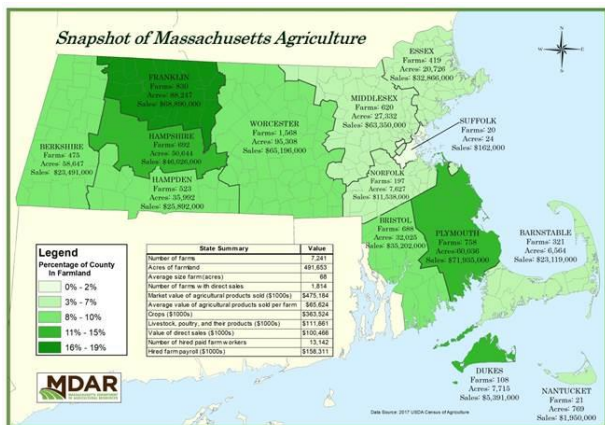 Snapshot of Massachusetts Agriculture
N
W
E
S
ESSEX
Farms: 419
Acres: 20,726
Sales: $32,866,000
FRANKLIN
Farms: 830
Acres: 88,247
Sales: $68,890,000
MIDDLESEX
Farms: 620
Acres: 27,332
Sales: $63,350,000
SUFFOLK
Farms: 20
Acres: 24
Sales: $162,000
WORCESTER
Farms: 1,568
Acres: 95,308
Sales: $65,196,000
HAMPSHIRE
Farms: 692
Acres: 50,644
Sales: $46,026,000
BERKSHIRE
Farms: 475
Acres: 58,647
Sales: $23,491,000
HAMPDEN
Farms: 523
Acres: 35,992
Sales: $25,892,000
NORFOLK
Farms: 197
Acres: 7,627
Sales: $11,538,000
BRISTOL
Farms: 688
Acres: 32,025
Sales: $35,202,000
PLYMOUTH
Farms: 758
Acres: 60,036
Sales: $71,935,000
BARNSTABLE
Farms: 321
Acres: 6,564
Sales: $23,119,000
Legend
Percentage of County
In Farmland
0% - 2%
3% - 7%
8% - 10%
11% - 15%
16% - 19%
State Summary Value
Number of farms 7,241
Acres of farmland 491,653
Average size farm (acres) 68
Number of farms with direct sales 1,814
Market value of agricultural products sold ($1000s) $475,184
Average value of agricultural products sold per farm $65,624
Crops ($1000s) $363,524
Livestock, poultry, and their products ($1000s) $111,661
Value of direct sales ($1000s) $100,466
Number of hired paid farm workers 13,142
Hired farm payroll ($1000s) $158,311
DUKES
Farms: 108
Acres: 7,715
Sales: $5,391,000
NANTUCKET
Farms: 21
Acres: 769
Sales: $1,950,000
MDAR
MASSACHUSETTS DEPARTMENT
OF AGRICULTURAL RESOURCES
Data Source: 2017 USDA Census of Agriculture